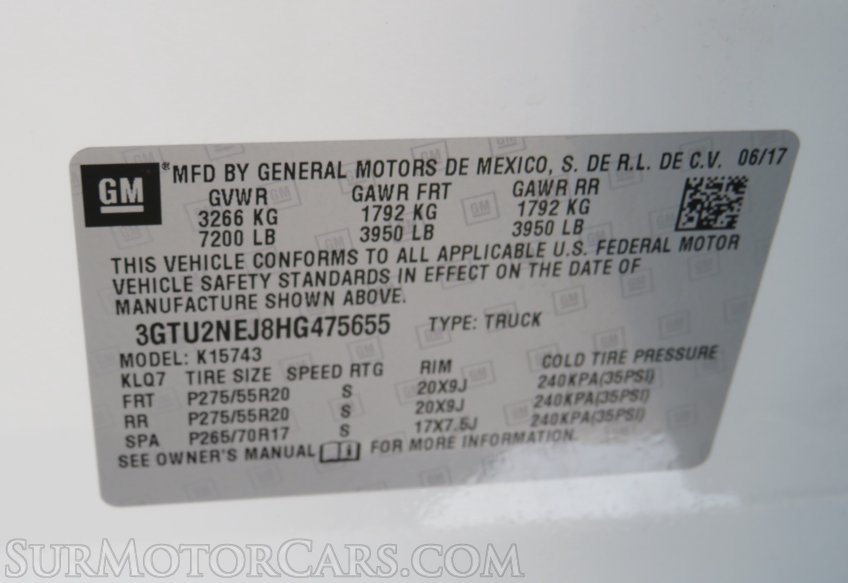 GM ® MFD BY GENERAL MOTORS DE MEXICO, S. DE R.L. DE C.V. 06/17
GVWR GAWR FRT GAWR RR
3266 KG 1792 KG 1792 KG
7200 LB 3950 LB 3950 LB
THIS VEHICLE CONFORMS TO ALL APPLICABLE U.S. FEDERAL MOTOR
VEHICLE SAFETY STANDARDS IN EFFECT ON THE DATE OF
MANUFACTURE SHOWN ABOVE.
3GTU2NEJ8HG475655 TYPE: TRUCK
MODEL: K15743
KLQ7 TIRE SIZE SPEED RTG RIM COLD TIRE PRESSURE
FRT P275/55R20 S 20X9J 240KPA(35PSI)
RR P275/55R20 S 20X9J 240KPA(35PSI)
SPA P265/70R17 S 17X7.5J 240KPA(35PSI)
SEE OWNER'S MANUAL FOR MORE INFORMATION.
SurMotorCars.com